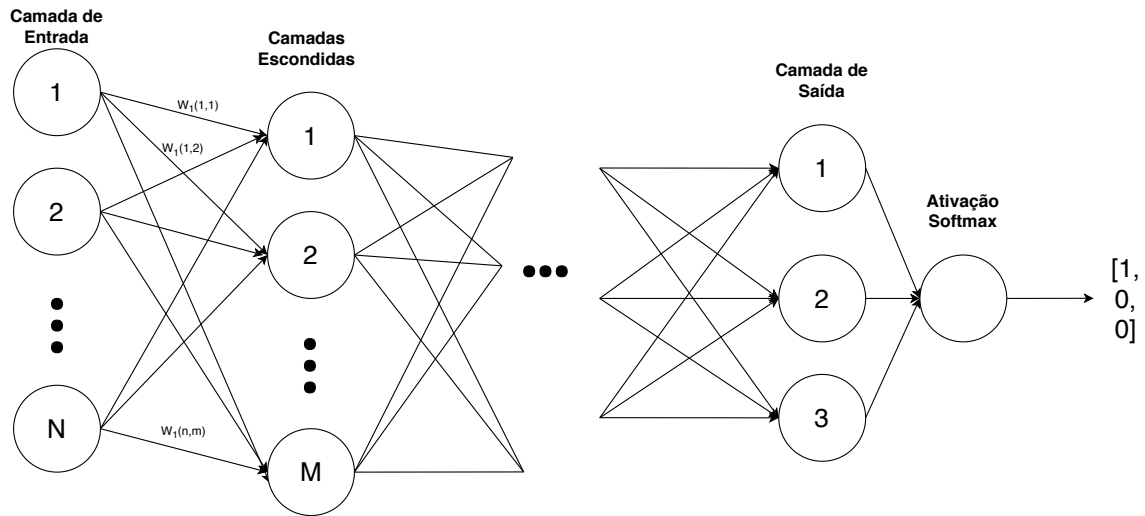 Camada de
Entrada
1
2
N
W₁(1,1)
W₁(1,2)
W₁(n,m)
Camadas
Escondidas
1
2
M
Camada de
Saída
1
2
3
Ativação
Softmax
[1,
0,
0]